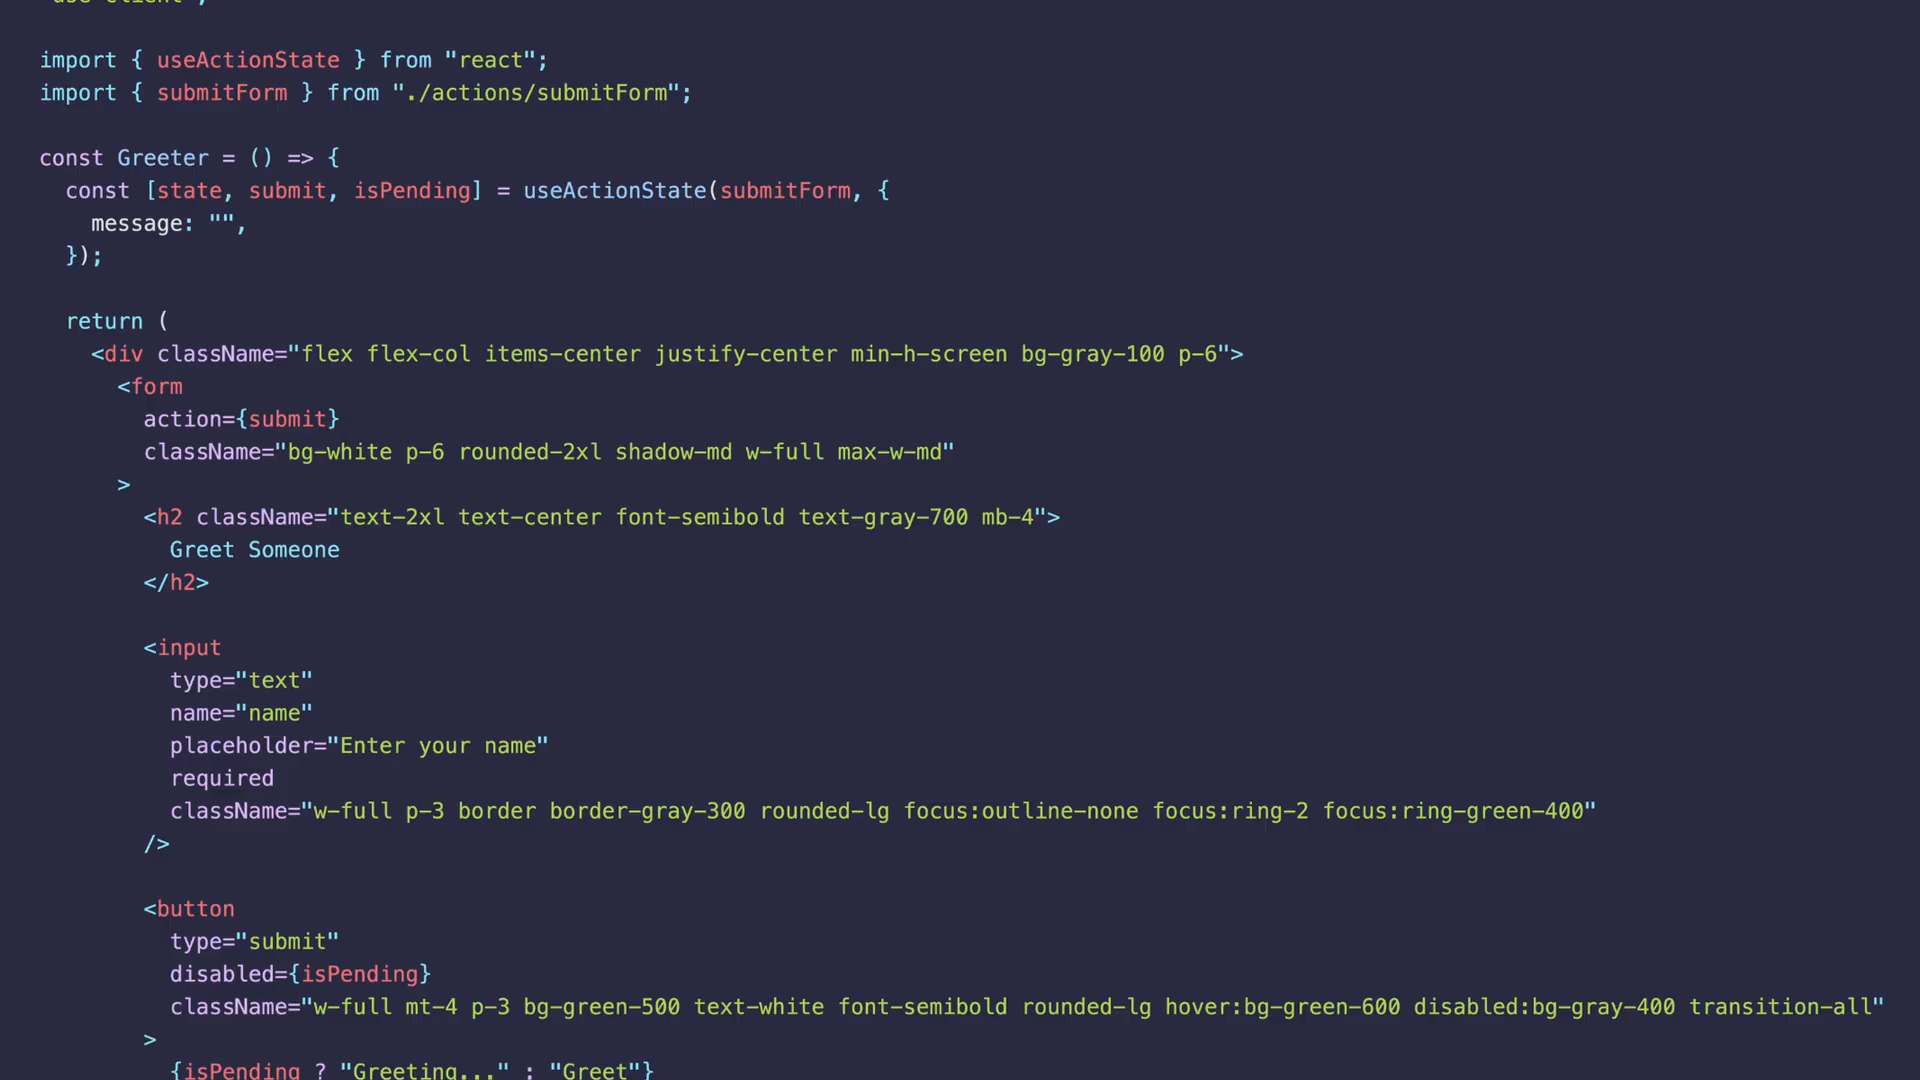 "use client";
import { useActionState } from "react";
import { submitForm } from "./actions/submitForm";
const Greeter = () => {
const [state, submit, isPending] = useActionState(submitForm, {
message: "",
});
return (
<div className="flex flex-col items-center justify-center min-h-screen bg-gray-100 p-6">
<form
action={submit}
className="bg-white p-6 rounded-2xl shadow-md w-full max-w-md"
>
<h2 className="text-2xl text-center font-semibold text-gray-700 mb-4">
Greet Someone
</h2>
<input
type="text"
name="name"
placeholder="Enter your name"
required
className="w-full p-3 border border-gray-300 rounded-lg focus:outline-none focus:ring-2 focus:ring-green-400"
/>
<button
type="submit"
disabled={isPending}
className="w-full mt-4 p-3 bg-green-500 text-white font-semibold rounded-lg hover:bg-green-600 disabled:bg-gray-400 transition-all"
>
{isPending ? "Greeting..." : "Greet"}